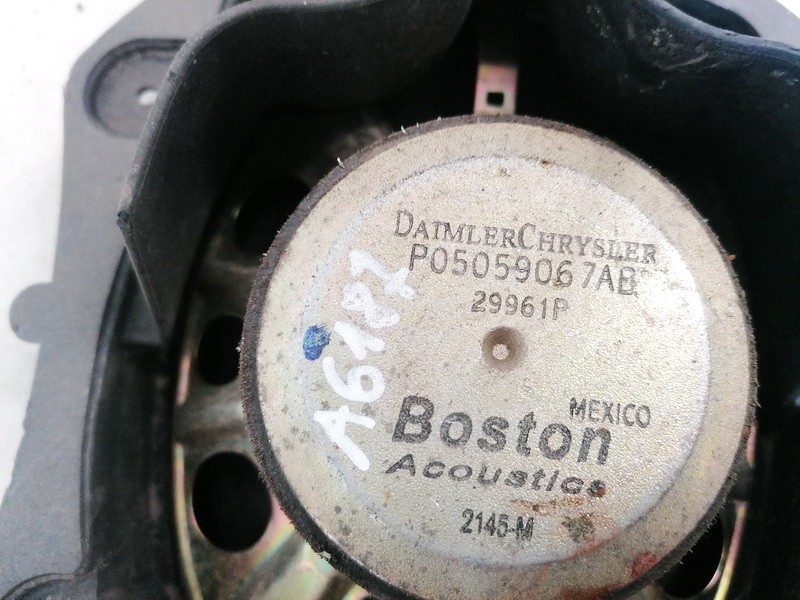 DAIMLERCHRYSLER
P05059067AB
29961P
A6187
MEXICO
Boston
Acoustics
2145-M